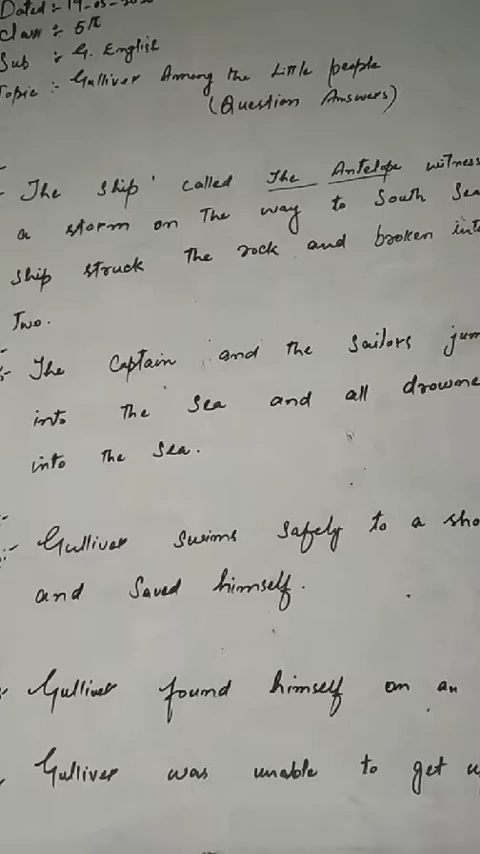 Dated :- 19-05-
Class :- 5th
Sub :- G. English
Topic :- Gulliver Among the Little people
(Question Answers)
The ship called The Antelope witness
a storm on The way to South Sea
ship struck the rock and broken into
Two.
:- The Captain and the Sailors jum
into the sea and all drowne
into the sea.
:- Gulliver swims safely to a sho
and saved himself.
Gulliver found himself on an
Gulliver was unable to get u